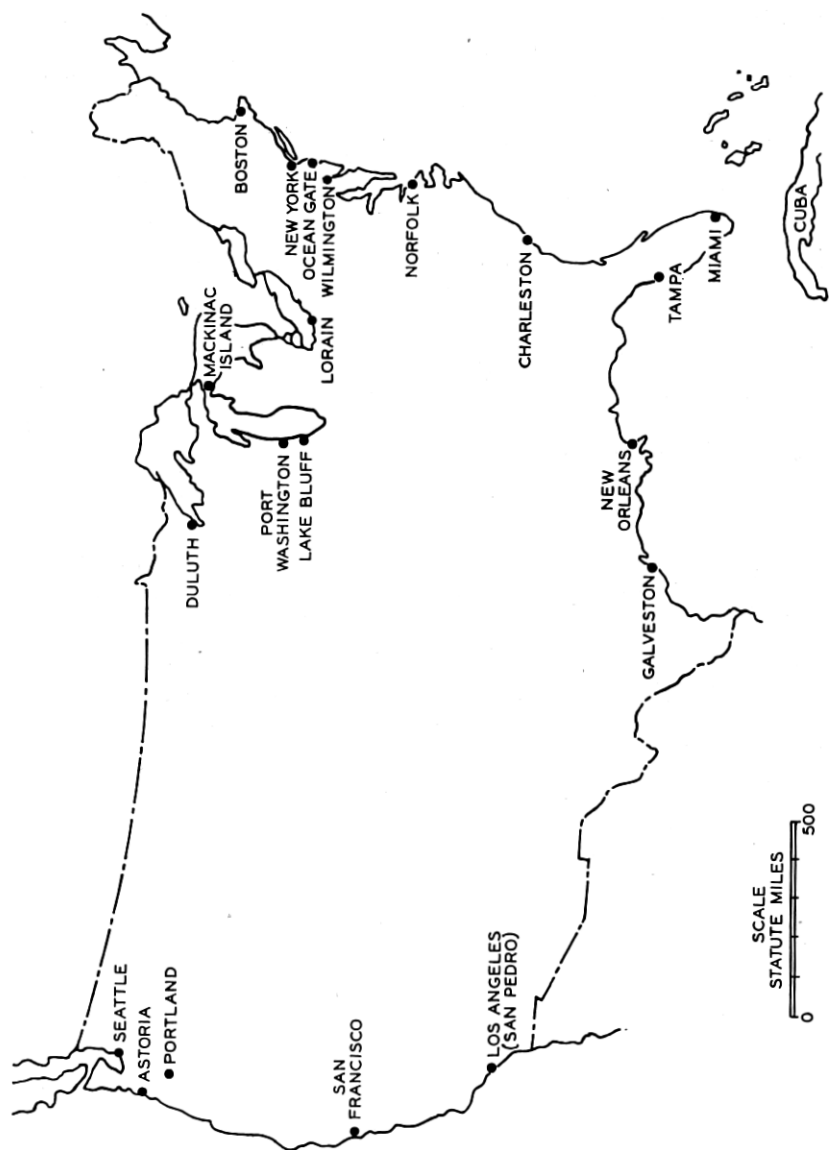 SEATTLE
ASTORIA
PORTLAND
SAN
FRANCISCO
LOS ANGELES
(SAN PEDRO)
DULUTH
MACKINAC
ISLAND
PORT
WASHINGTON
LAKE BLUFF
LORAIN
BOSTON
NEW YORK
OCEAN GATE
WILMINGTON
NORFOLK
CHARLESTON
GALVESTON
NEW
ORLEANS
TAMPA
MIAMI
CUBA
SCALE
STATUTE MILES
0 500